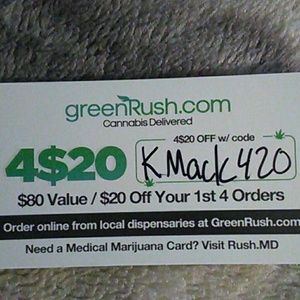 greenRush.com
Cannabis Delivered
4$20 OFF w/ code
4$20
KMack420
$80 Value / $20 Off Your 1st 4 Orders
Order online from local dispensaries at GreenRush.com
Need a Medical Marijuana Card? Visit Rush.MD